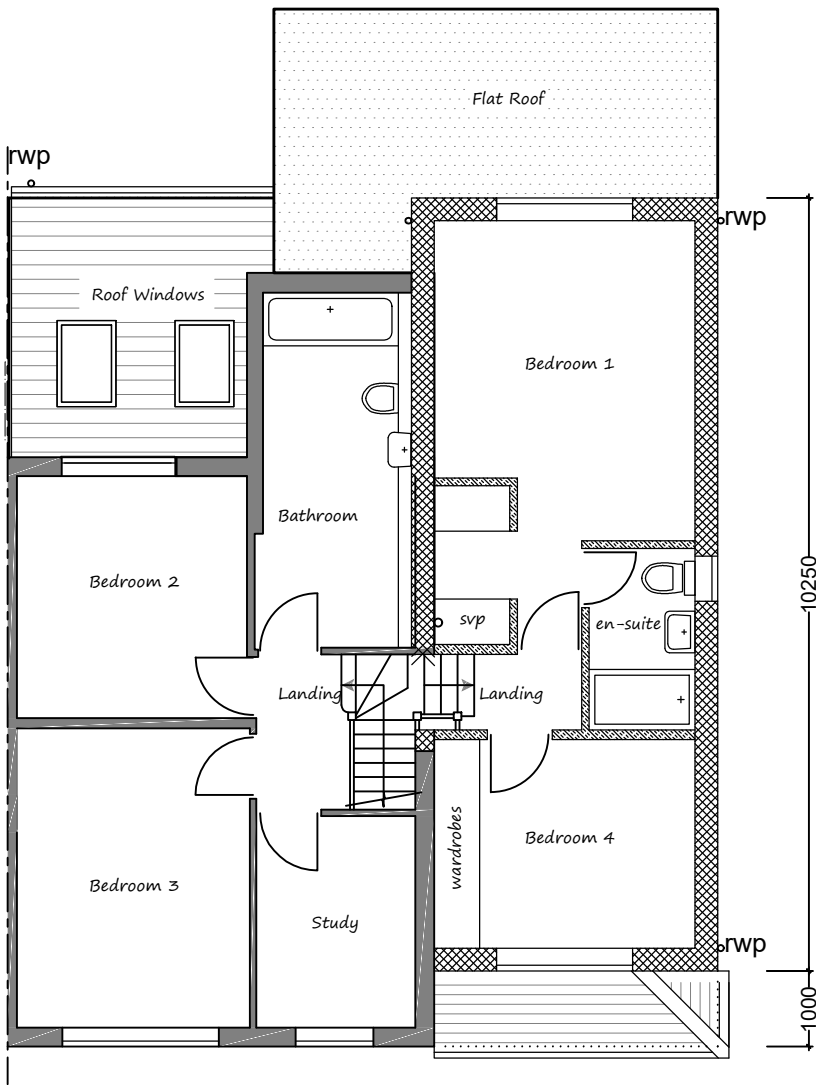 Flat Roof
rwp
rwp
Roof Windows
Bedroom 1
Bathroom
Bedroom 2
10250
svp
en-suite
Landing
Landing
Bedroom 4
wardrobes
Bedroom 3
Study
rwp
1000